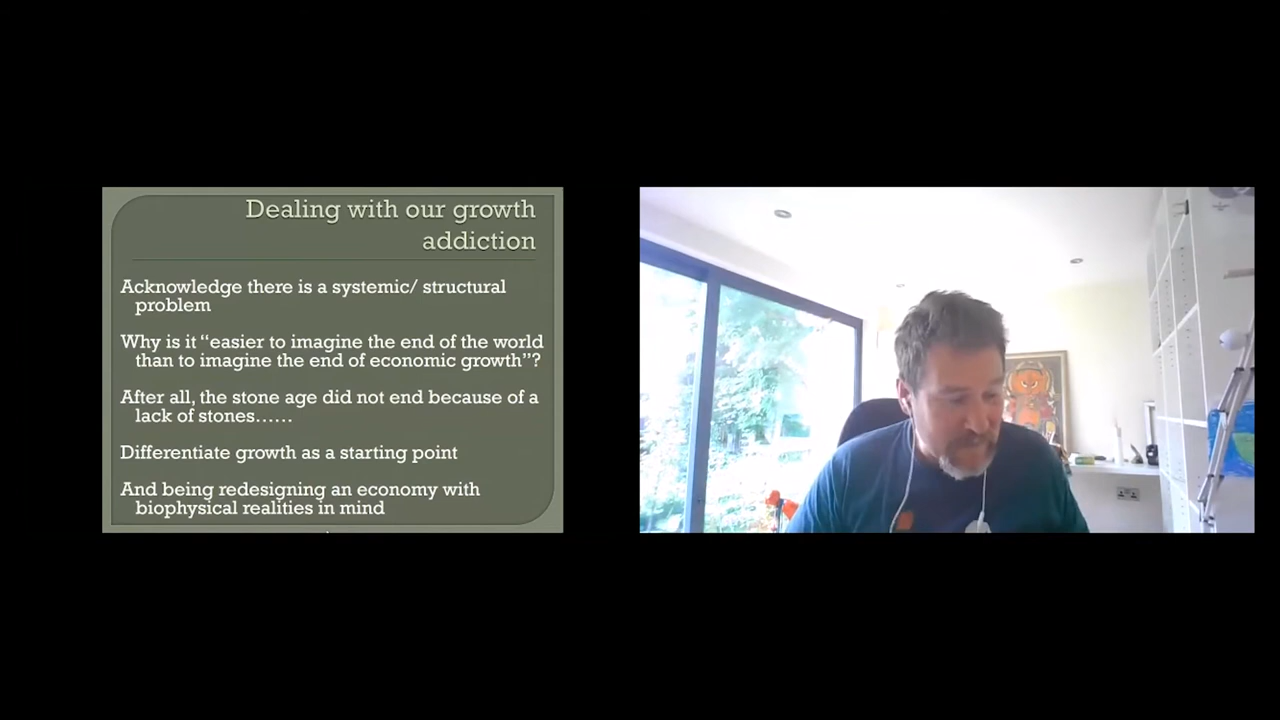 Dealing with our growth
addiction
Acknowledge there is a systemic/ structural
problem
Why is it “easier to imagine the end of the world
than to imagine the end of economic growth”?
After all, the stone age did not end because of a
lack of stones……
Differentiate growth as a starting point
And being redesigning an economy with
biophysical realities in mind